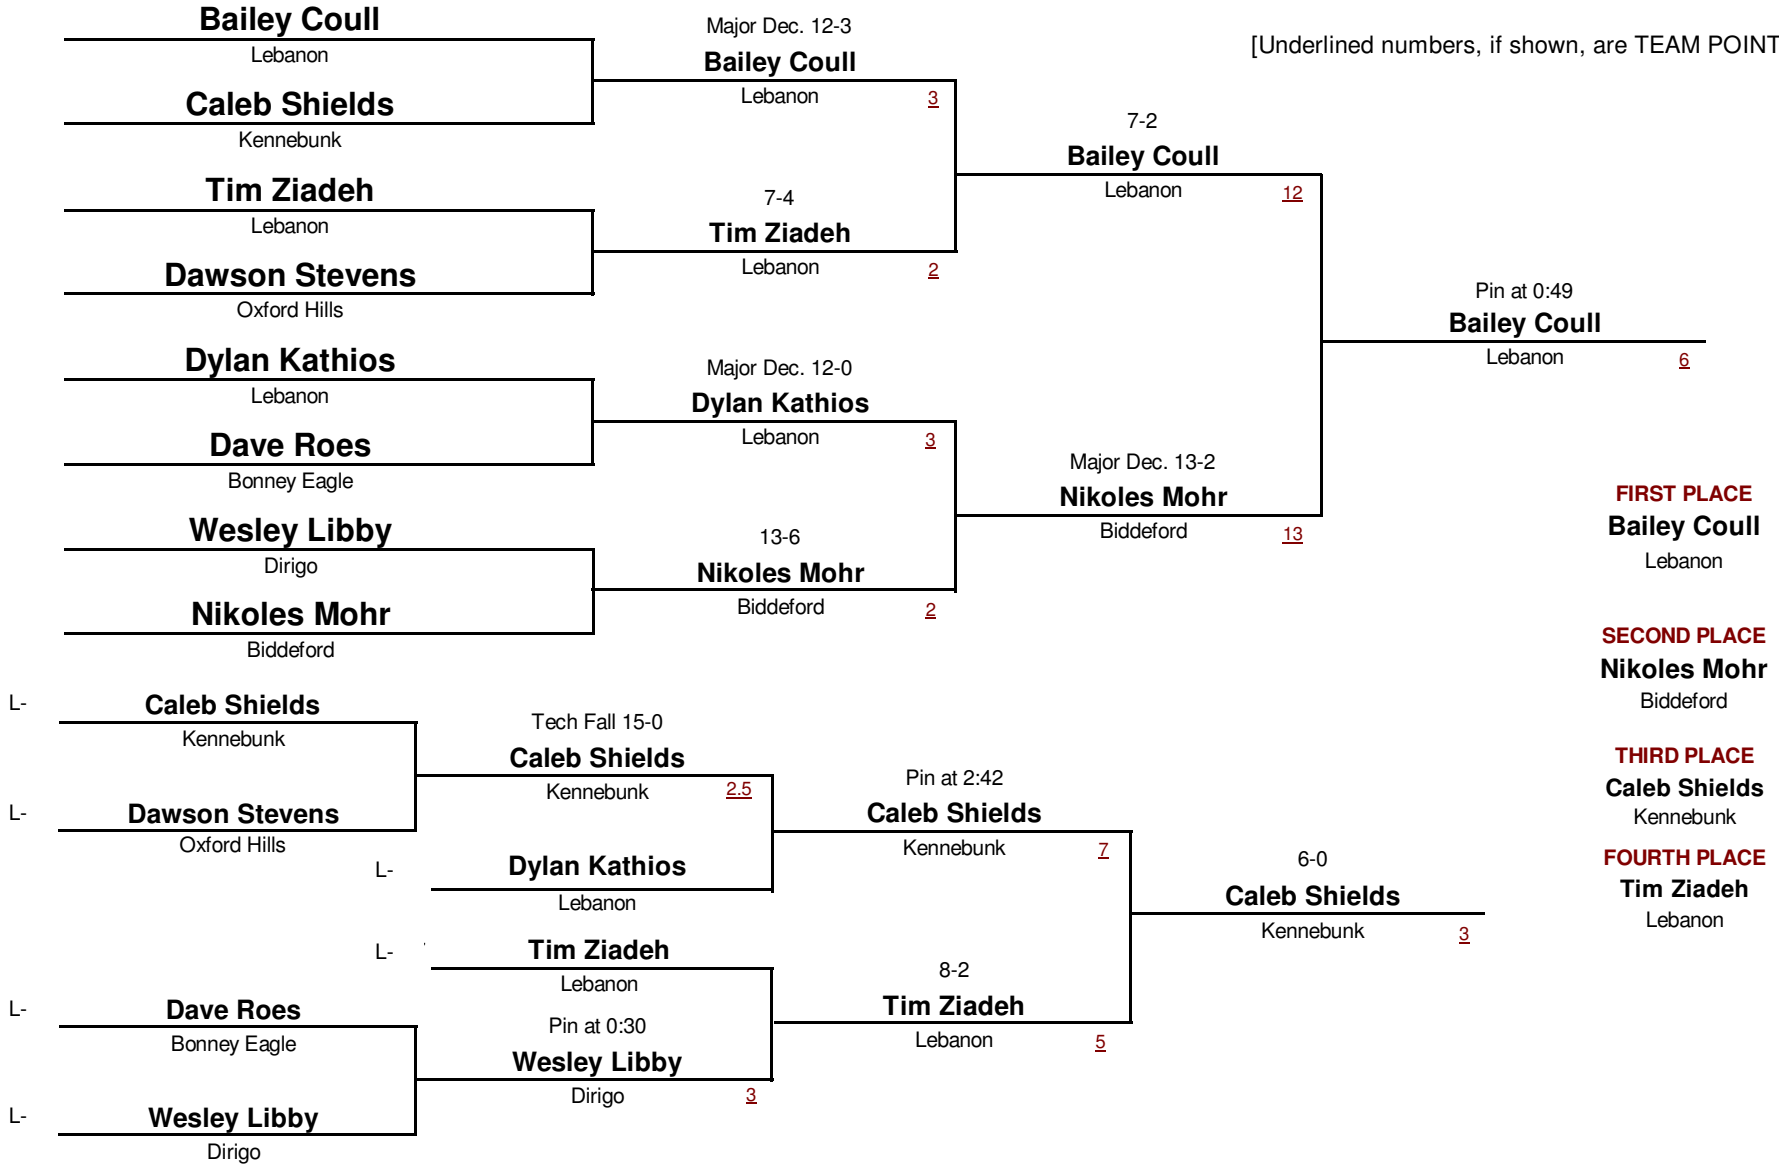 Bailey Coull
Lebanon
Caleb Shields
Kennebunk
Tim Ziadeh
Lebanon
Dawson Stevens
Oxford Hills
Dylan Kathios
Lebanon
Dave Roes
Bonney Eagle
Wesley Libby
Dirigo
Nikoles Mohr
Biddeford
Major Dec. 12-3
Bailey Coull
Lebanon
3
7-4
Tim Ziadeh
Lebanon
2
Major Dec. 12-0
Dylan Kathios
Lebanon
3
13-6
Nikoles Mohr
Biddeford
2
[Underlined numbers, if shown, are TEAM POINT
7-2
Bailey Coull
Lebanon
12
Major Dec. 13-2
Nikoles Mohr
Biddeford
13
Pin at 0:49
Bailey Coull
Lebanon
6
FIRST PLACE
Bailey Coull
Lebanon
SECOND PLACE
Nikoles Mohr
Biddeford
THIRD PLACE
Caleb Shields
Kennebunk
FOURTH PLACE
Tim Ziadeh
Lebanon
L-
Caleb Shields
Kennebunk
L-
Dawson Stevens
Oxford Hills
Tech Fall 15-0
Caleb Shields
Kennebunk
2.5
L-
Dylan Kathios
Lebanon
L-
Tim Ziadeh
Lebanon
L-
Dave Roes
Bonney Eagle
L-
Wesley Libby
Dirigo
Pin at 0:30
Wesley Libby
Dirigo
3
Pin at 2:42
Caleb Shields
Kennebunk
7
8-2
Tim Ziadeh
Lebanon
5
6-0
Caleb Shields
Kennebunk
3